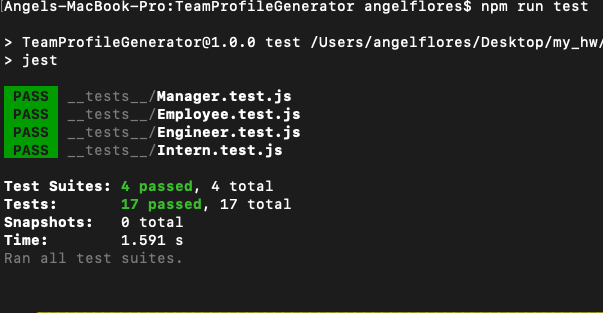 Angels-MacBook-Pro:TeamProfileGenerator angelflores$ npm run test
> TeamProfileGenerator@1.0.0 test /Users/angelflores/Desktop/my_hw/
> jest
PASS __tests__/Manager.test.js
PASS __tests__/Employee.test.js
PASS __tests__/Engineer.test.js
PASS __tests__/Intern.test.js
Test Suites: 4 passed, 4 total
Tests: 17 passed, 17 total
Snapshots: 0 total
Time: 1.591 s
Ran all test suites.